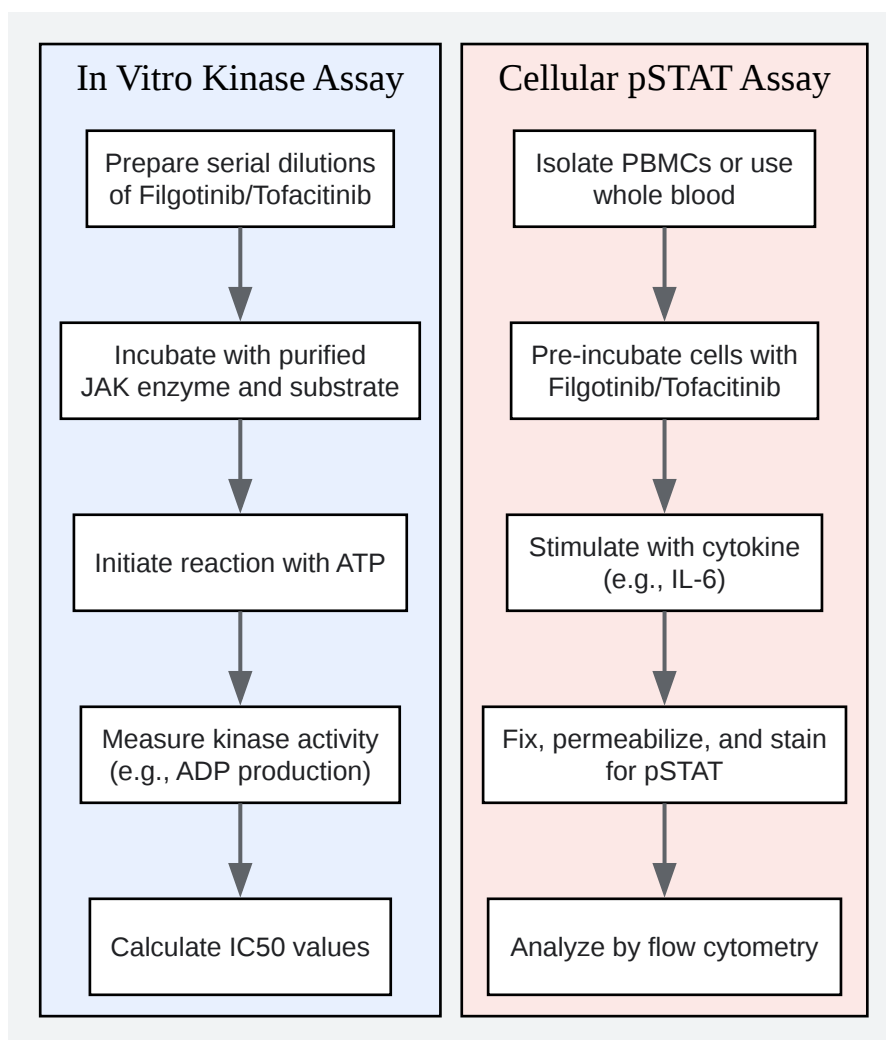 In Vitro Kinase Assay
Prepare serial dilutions
of Filgotinib/Tofacitinib
Incubate with purified
JAK enzyme and substrate
Initiate reaction with ATP
Measure kinase activity
(e.g., ADP production)
Calculate IC50 values
Cellular pSTAT Assay
Isolate PBMCs or use
whole blood
Pre-incubate cells with
Filgotinib/Tofacitinib
Stimulate with cytokine
(e.g., IL-6)
Fix, permeabilize, and stain
for pSTAT
Analyze by flow cytometry